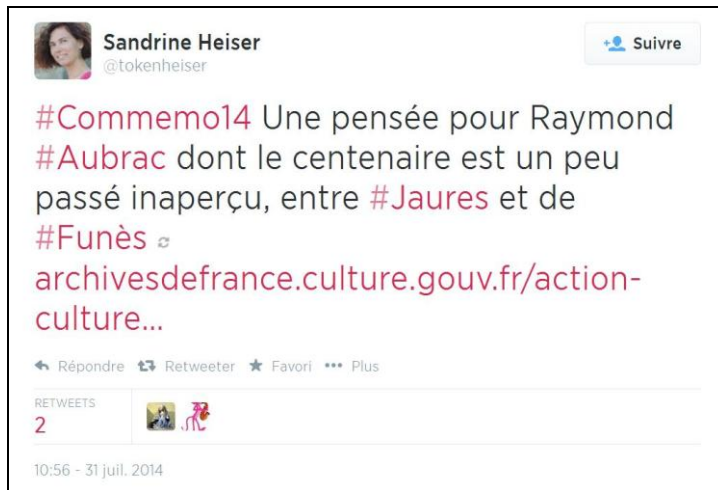 Sandrine Heiser
@tokenheiser
Suivre
#Commemo14 Une pensée pour Raymond
#Aubrac dont le centenaire est un peu
passé inaperçu, entre #Jaures et de
#Funès
archivesdefrance.culture.gouv.fr/action-
culture...
Répondre Retweeter Favori ••• Plus
RETWEETS
2
10:56 - 31 juil. 2014